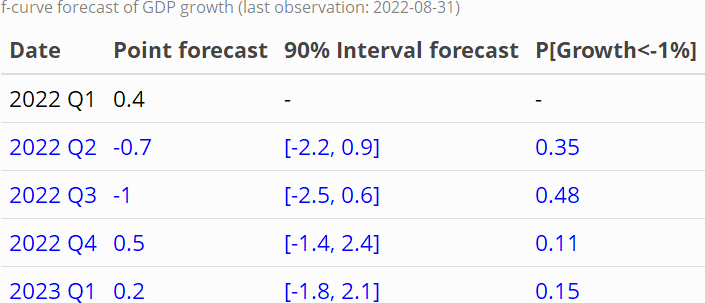 f-curve forecast of GDP growth (last observation: 2022-08-31)
Date Point forecast 90% Interval forecast P[Growth<-1%]
2022 Q1 0.4 - -
2022 Q2 -0.7 [-2.2, 0.9] 0.35
2022 Q3 -1 [-2.5, 0.6] 0.48
2022 Q4 0.5 [-1.4, 2.4] 0.11
2023 Q1 0.2 [-1.8, 2.1] 0.15